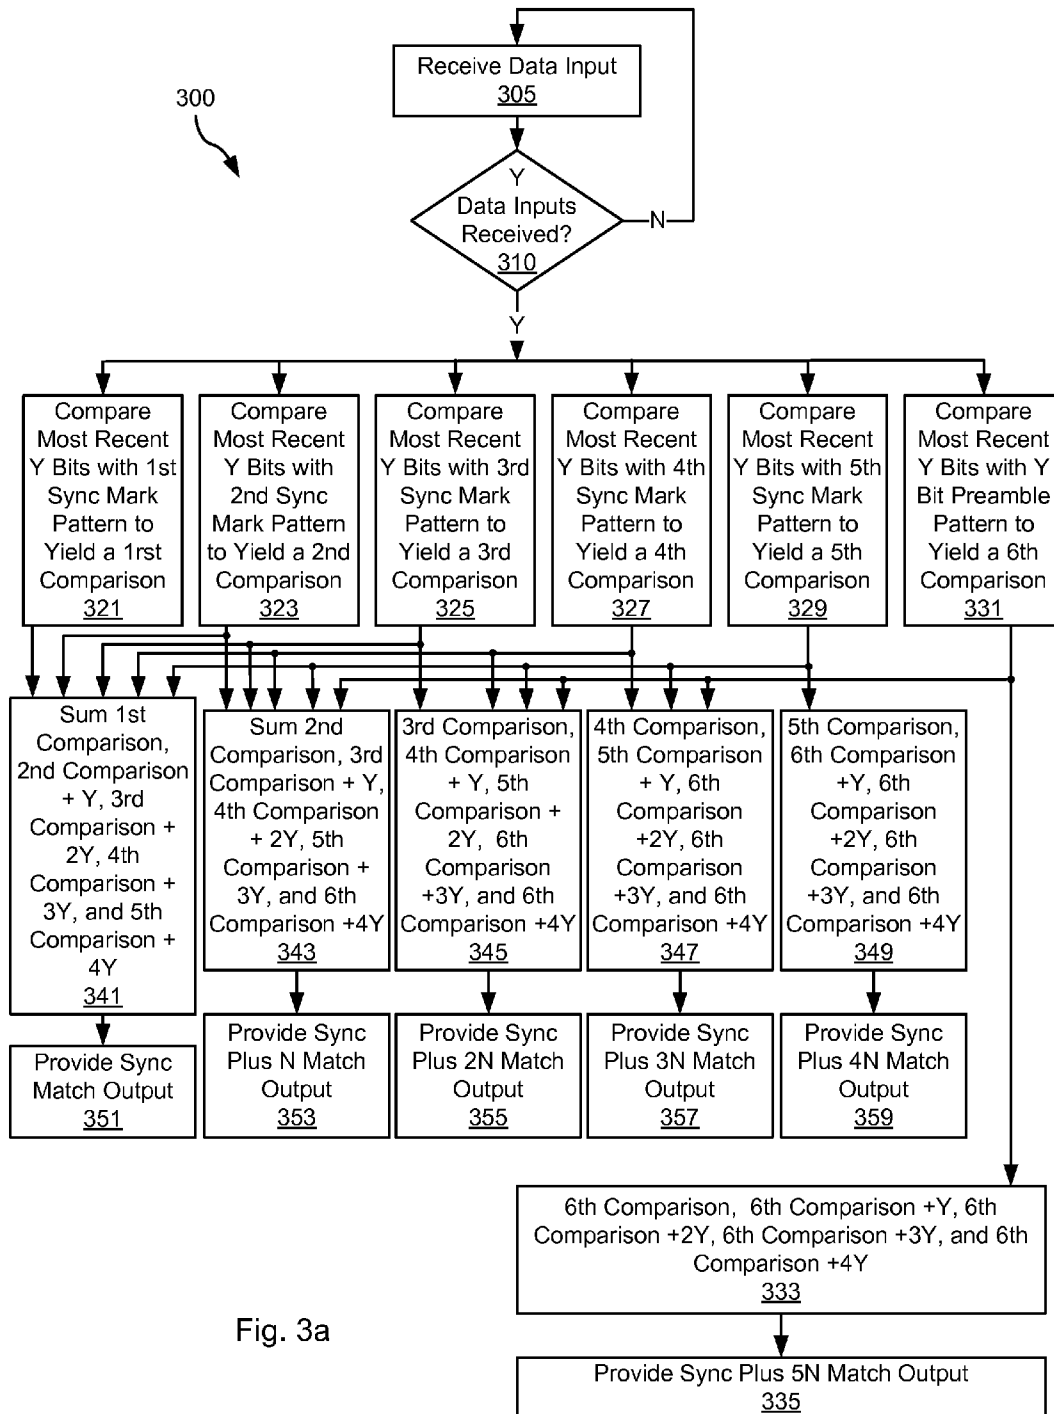 Receive Data Input
305
300
Y
Data Inputs
Received?
310
N
Y
Compare
Most Recent
Y Bits with 1st
Sync Mark
Pattern to
Yield a 1rst
Comparison
321
Compare
Most Recent
Y Bits with
2nd Sync
Mark Pattern
to Yield a 2nd
Comparison
323
Compare
Most Recent
Y Bits with 3rd
Sync Mark
Pattern to
Yield a 3rd
Comparison
325
Compare
Most Recent
Y Bits with 4th
Sync Mark
Pattern to
Yield a 4th
Comparison
327
Compare
Most Recent
Y Bits with 5th
Sync Mark
Pattern to
Yield a 5th
Comparison
329
Compare
Most Recent
Y Bits with Y
Bit Preamble
Pattern to
Yield a 6th
Comparison
331
Sum 1st
Comparison,
2nd Comparison
+ Y, 3rd
Comparison +
2Y, 4th
Comparison +
3Y, and 5th
Comparison +
4Y
341
Sum 2nd
Comparison, 3rd
Comparison + Y,
4th Comparison
+ 2Y, 5th
Comparison +
3Y, and 6th
Comparison +4Y
343
3rd Comparison,
4th Comparison
+ Y, 5th
Comparison +
2Y, 6th
Comparison
+3Y, and 6th
Comparison +4Y
345
4th Comparison,
5th Comparison
+ Y, 6th
Comparison
+2Y, 6th
Comparison
+3Y, and 6th
Comparison +4Y
347
5th Comparison,
6th Comparison
+Y, 6th
Comparison
+2Y, 6th
Comparison
+3Y, and 6th
Comparison +4Y
349
Provide Sync
Match Output
351
Provide Sync
Plus N Match
Output
353
Provide Sync
Plus 2N Match
Output
355
Provide Sync
Plus 3N Match
Output
357
Provide Sync
Plus 4N Match
Output
359
6th Comparison, 6th Comparison +Y, 6th
Comparison +2Y, 6th Comparison +3Y, and 6th
Comparison +4Y
333
Provide Sync Plus 5N Match Output
335
Fig. 3a